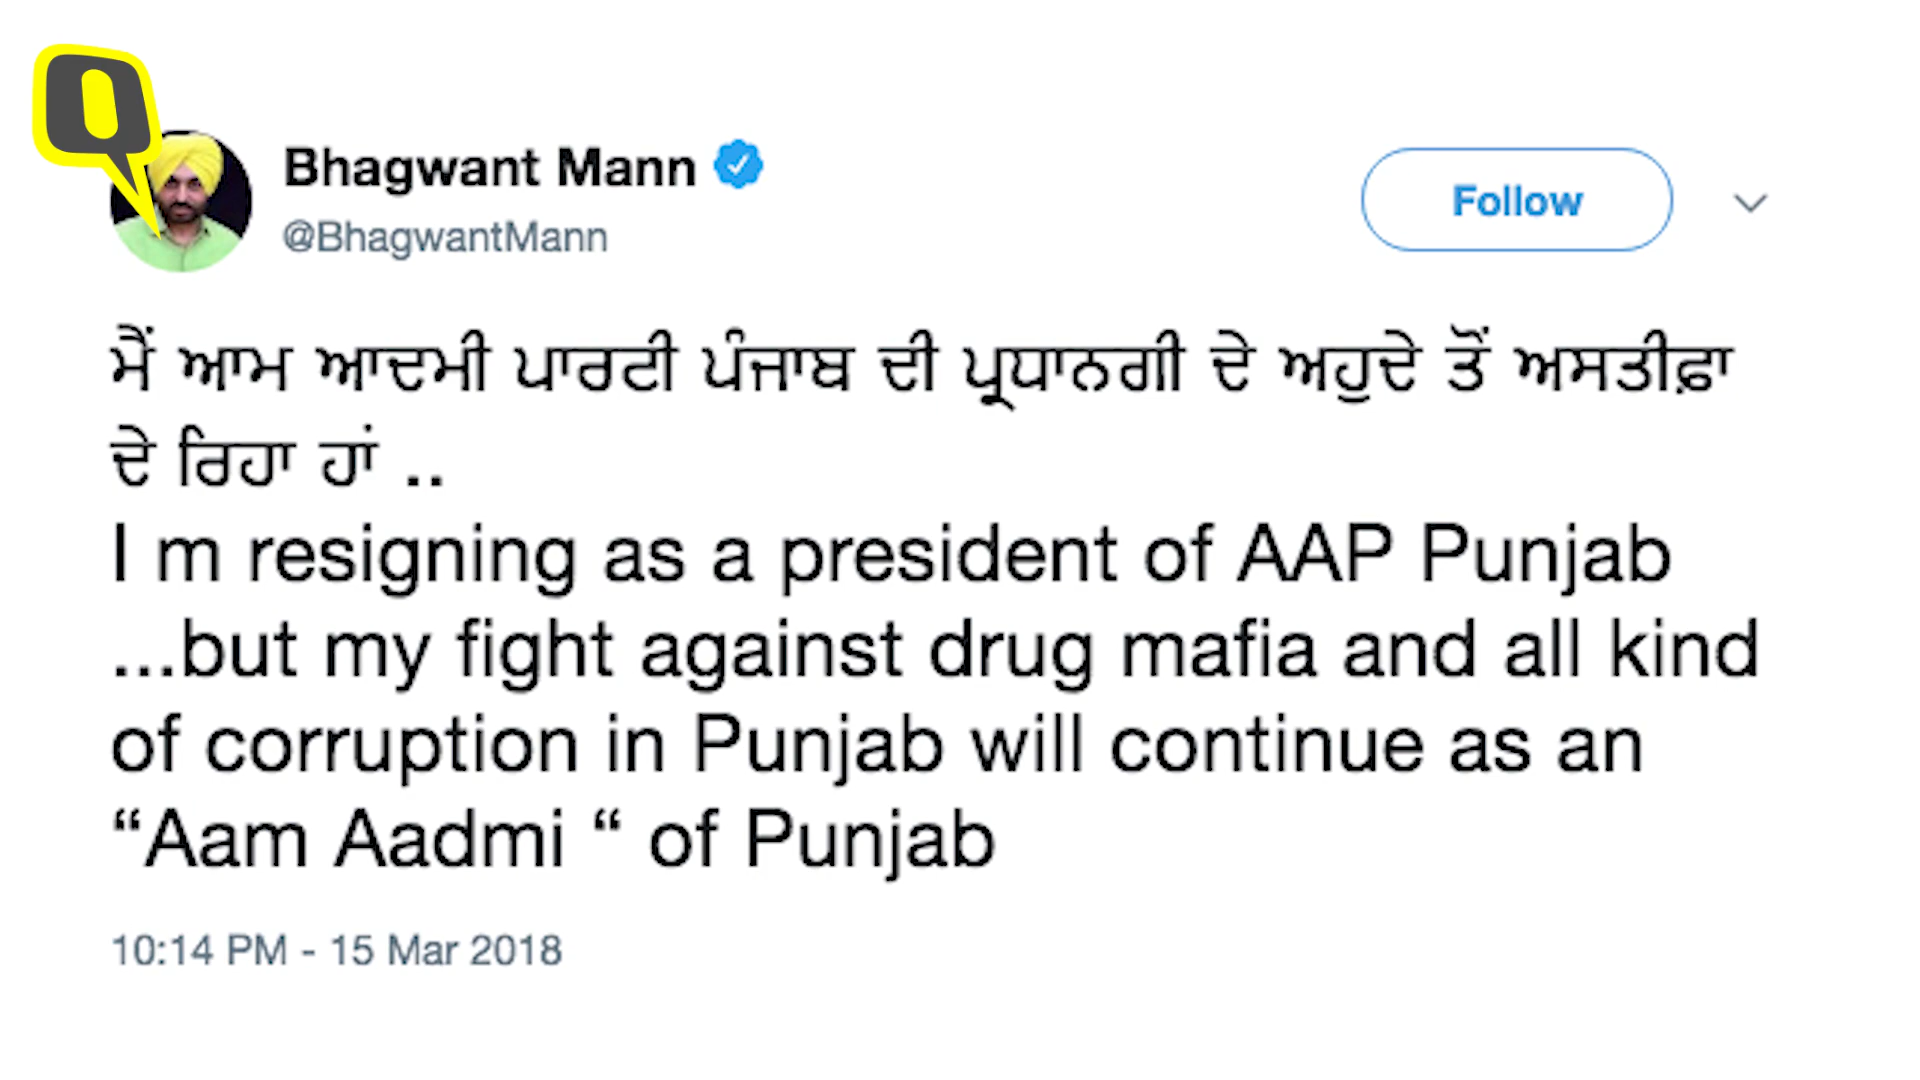 Q
Bhagwant Mann
@BhagwantMann
Follow
ਮੈਂ ਆਮ ਆਦਮੀ ਪਾਰਟੀ ਪੰਜਾਬ ਦੀ ਪ੍ਰਧਾਨਗੀ ਦੇ ਅਹੁਦੇ ਤੋਂ ਅਸਤੀਫ਼ਾ
ਦੇ ਰਿਹਾ ਹਾਂ ..
I m resigning as a president of AAP Punjab
...but my fight against drug mafia and all kind
of corruption in Punjab will continue as an
“Aam Aadmi “ of Punjab
10:14 PM - 15 Mar 2018